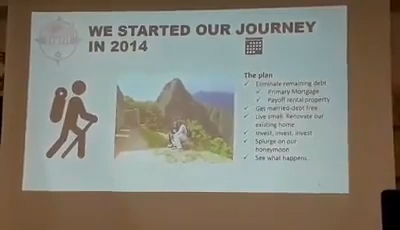 WE STARTED OUR JOURNEY
IN 2014
The plan
Eliminate remaining debt
Primary Mortgage
Payoff rental property
Get married-debt free
Live small. Renovate our
existing home
Invest, invest, invest
Splurge on our
honeymoon
See what happens.